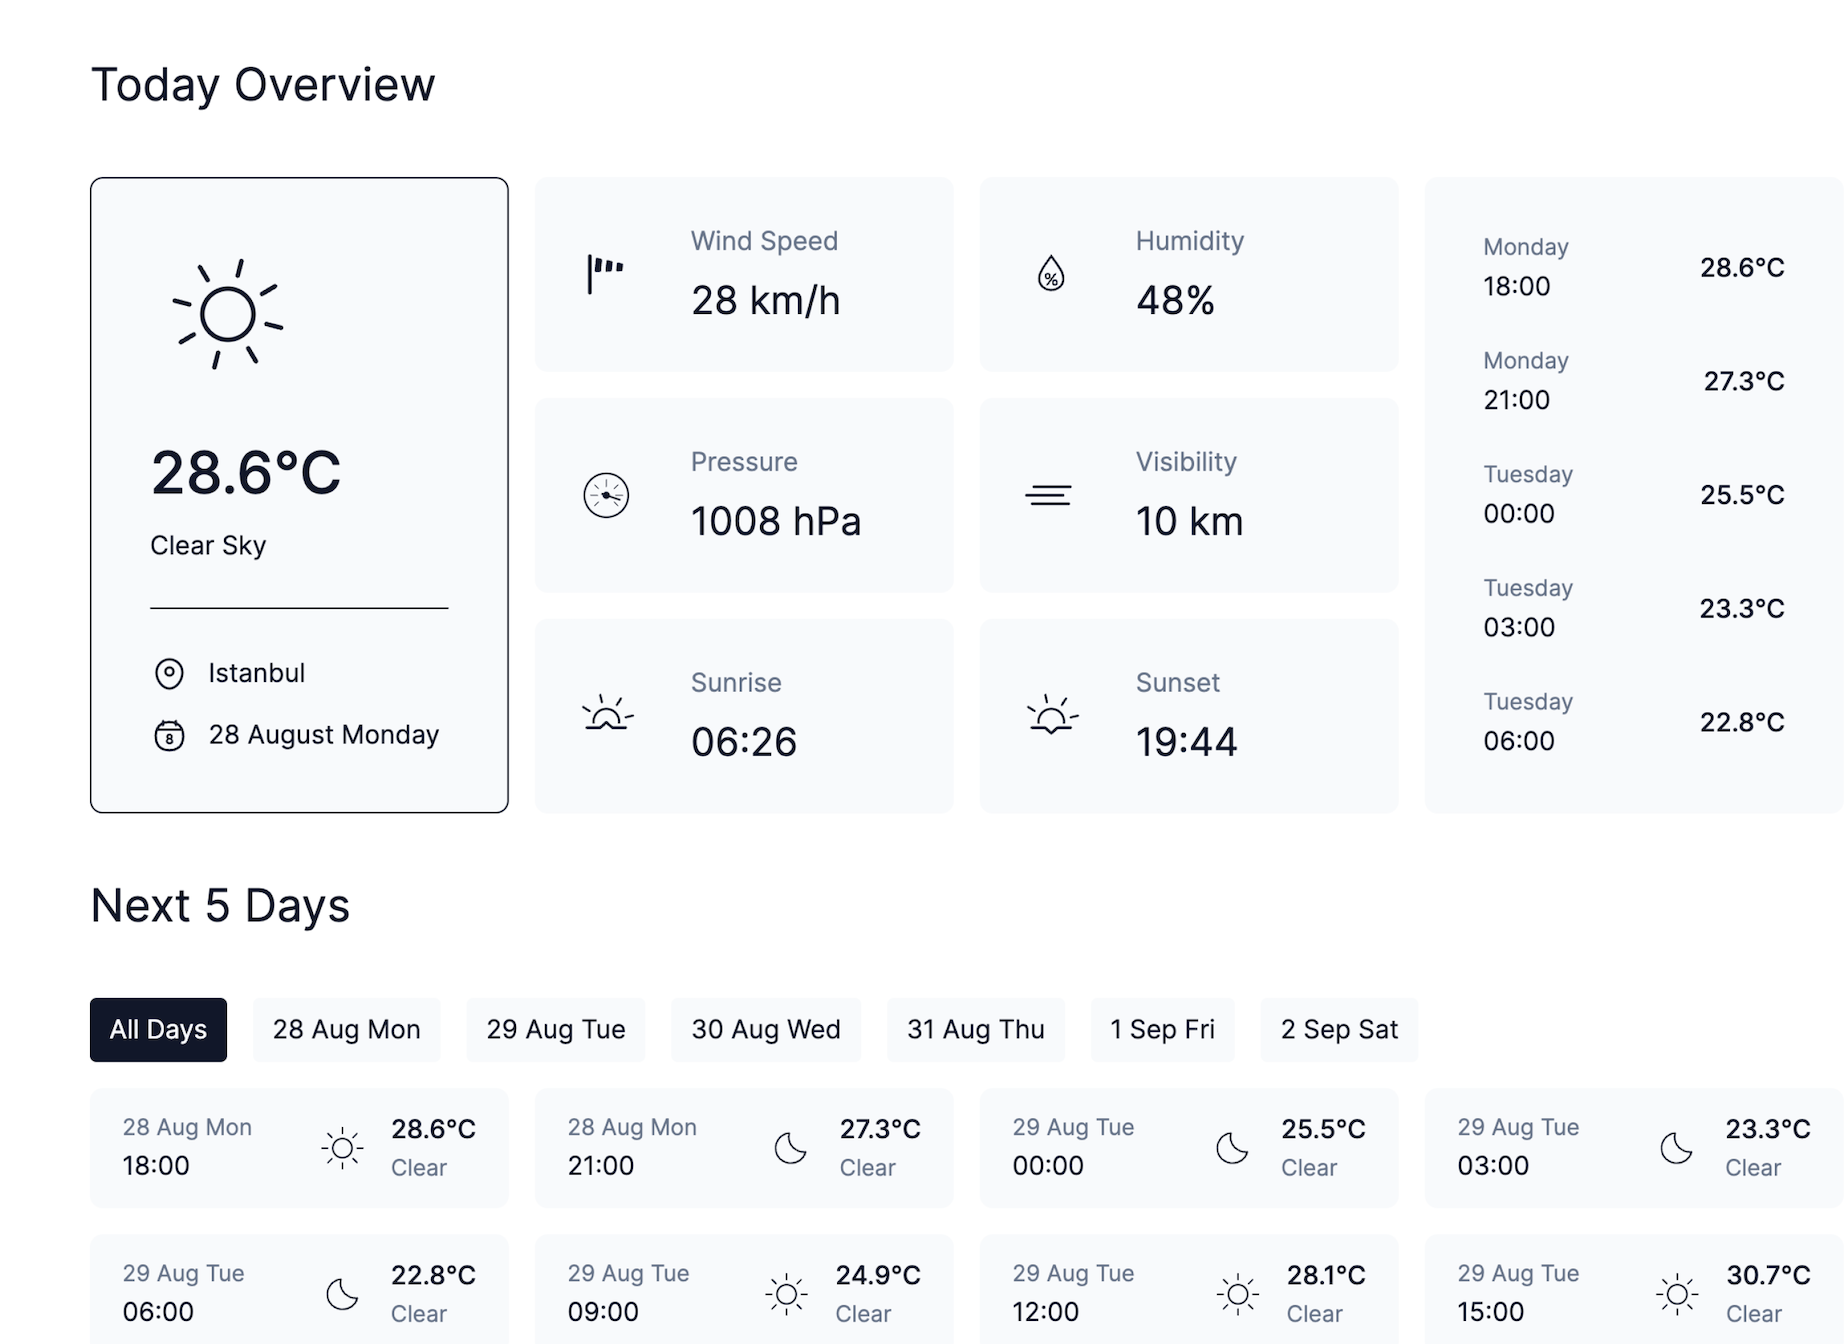 Today Overview
28.6°C
Clear Sky
Istanbul
8
28 August Monday
Wind Speed
28 km/h
%
Humidity
48%
Pressure
1008 hPa
Visibility
10 km
Sunrise
06:26
Sunset
19:44
Monday
18:00
28.6°C
Monday
21:00
27.3°C
Tuesday
00:00
25.5°C
Tuesday
03:00
23.3°C
Tuesday
06:00
22.8°C
Next 5 Days
All Days
28 Aug Mon
29 Aug Tue
30 Aug Wed
31 Aug Thu
1 Sep Fri
2 Sep Sat
28 Aug Mon
18:00
28.6°C
Clear
28 Aug Mon
21:00
27.3°C
Clear
29 Aug Tue
00:00
25.5°C
Clear
29 Aug Tue
03:00
23.3°C
Clear
29 Aug Tue
06:00
22.8°C
Clear
29 Aug Tue
09:00
24.9°C
Clear
29 Aug Tue
12:00
28.1°C
Clear
29 Aug Tue
15:00
30.7°C
Clear